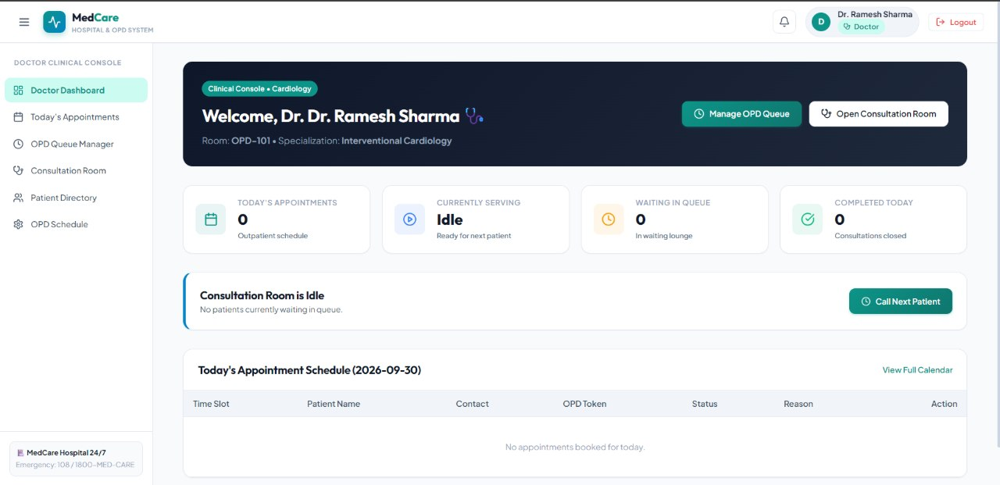 MedCare
HOSPITAL & OPD SYSTEM
D
Dr. Ramesh Sharma
Doctor
Logout
DOCTOR CLINICAL CONSOLE
Doctor Dashboard
Today's Appointments
OPD Queue Manager
Consultation Room
Patient Directory
OPD Schedule
MedCare Hospital 24/7
Emergency: 108 / 1800-MED-CARE
Clinical Console • Cardiology
Welcome, Dr. Dr. Ramesh Sharma
Room: OPD-101 • Specialization: Interventional Cardiology
Manage OPD Queue
Open Consultation Room
TODAY'S APPOINTMENTS
0
Outpatient schedule
CURRENTLY SERVING
Idle
Ready for next patient
WAITING IN QUEUE
0
In waiting lounge
COMPLETED TODAY
0
Consultations closed
Consultation Room is Idle
No patients currently waiting in queue.
Call Next Patient
Today's Appointment Schedule (2026-09-30)
View Full Calendar
Time Slot Patient Name Contact OPD Token Status Reason Action
No appointments booked for today.